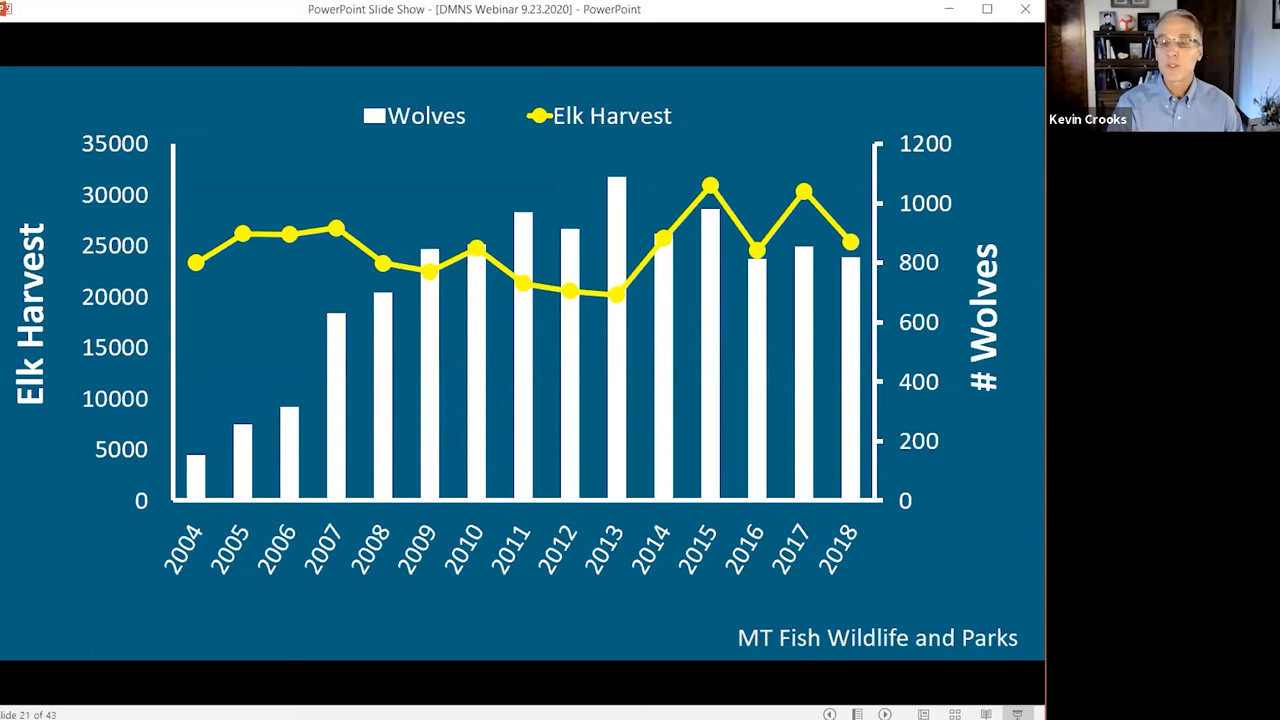 PowerPoint Slide Show - [DMNS Webinar 9.23.2020] - PowerPoint
Kevin Crooks
Wolves Elk Harvest
35000
30000
25000
20000
15000
10000
5000
0
Elk Harvest
1200
1000
800
600
400
200
0
# Wolves
2004 2005 2006 2007 2008 2009 2010 2011 2012 2013 2014 2015 2016 2017 2018
MT Fish Wildlife and Parks
lide 21 of 43